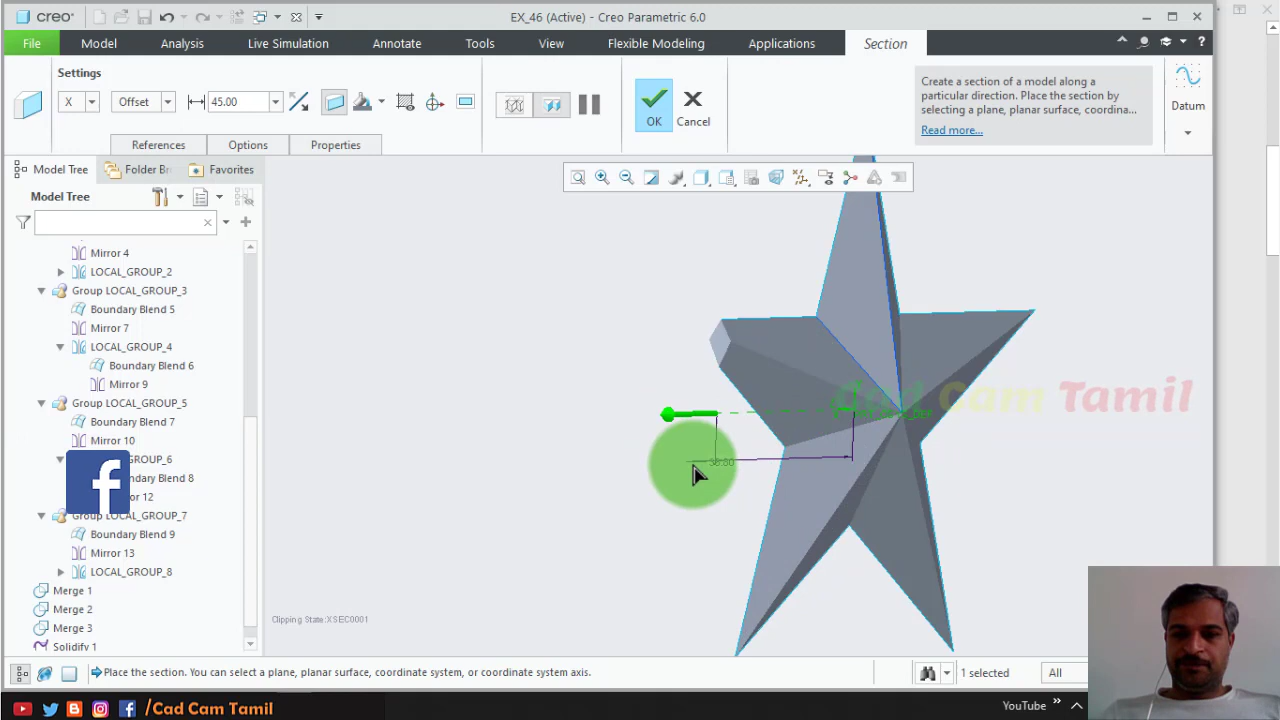 creo
EX_46 (Active) - Creo Parametric 6.0
File
Model
Analysis
Live Simulation
Annotate
Tools
View
Flexible Modeling
Applications
Section
Settings
X
Offset
45.00
OK
Cancel
Create a section of a model along a
particular direction. Place the section by
selecting a plane, planar surface, coordina...
Read more...
Datum
References
Options
Properties
Model Tree
Folder Br
Favorites
Model Tree
Mirror 4
LOCAL_GROUP_2
Group LOCAL_GROUP_3
Boundary Blend 5
Mirror 7
LOCAL_GROUP_4
Boundary Blend 6
Mirror 9
Group LOCAL_GROUP_5
Boundary Blend 7
Mirror 10
_GROUP_6
undary Blend 8
or 12
Group LOCAL_GROUP_7
Boundary Blend 9
Mirror 13
LOCAL_GROUP_8
Merge 1
Merge 2
Merge 3
Solidify 1
Cad Cam Tamil
Clipping State:XSEC0001
Place the section. You can select a plane, planar surface, coordinate system, or coordinate system axis.
1 selected
All
/Cad Cam Tamil
YouTube